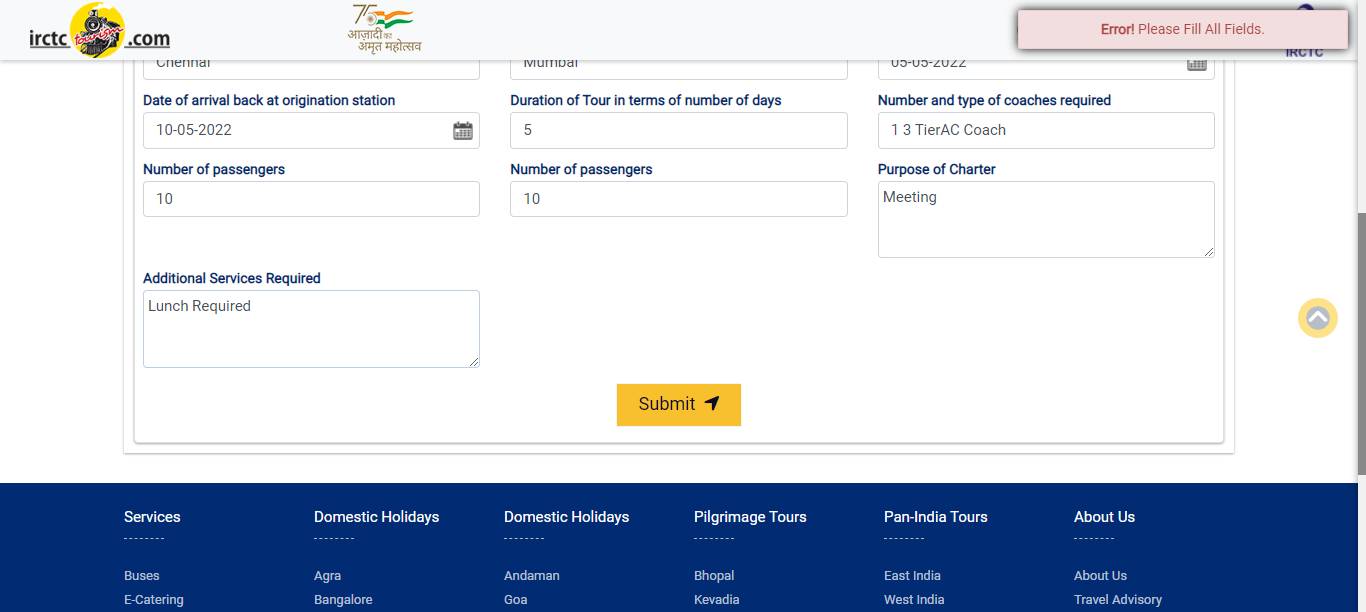 irctc tourism .com
75
आज़ादी का
अमृत महोत्सव
Error! Please Fill All Fields.
IRCTC
Chennai
Mumbai
05-05-2022
Date of arrival back at origination station
Duration of Tour in terms of number of days
Number and type of coaches required
10-05-2022
5
1 3 TierAC Coach
Number of passengers
Number of passengers
Purpose of Charter
10
10
Meeting
Additional Services Required
Lunch Required
Submit
Services
Domestic Holidays
Domestic Holidays
Pilgrimage Tours
Pan-India Tours
About Us
--------
--------
--------
--------
--------
--------
Buses
Agra
Andaman
Bhopal
East India
About Us
E-Catering
Bangalore
Goa
Kevadia
West India
Travel Advisory